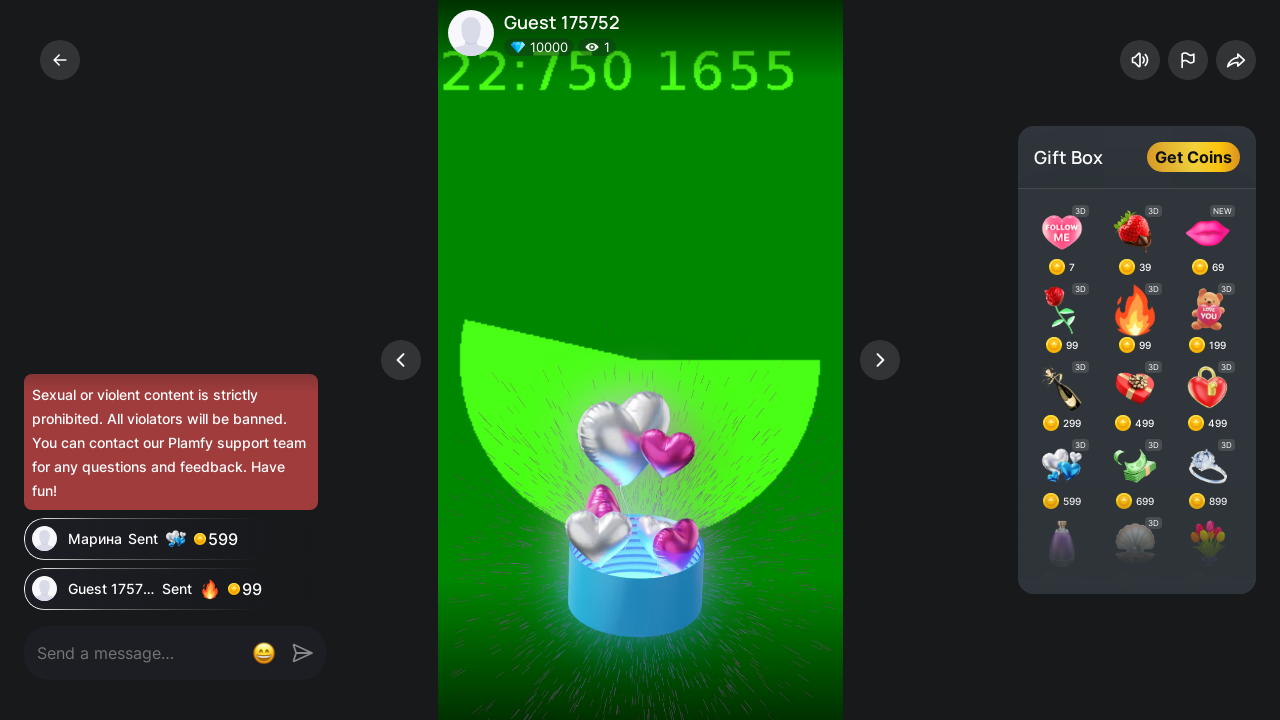 Guest 175752
10000 1
22:750 1655
Gift Box
Get Coins
3D 3D NEW
FOLLOW
ME
7 39 69
3D 3D 3D
LOVE
YOU
99 99 199
3D 3D 3D
299 499 499
3D 3D 3D
599 699 899
3D
Sexual or violent content is strictly
prohibited. All violators will be banned.
You can contact our Plamfy support team
for any questions and feedback. Have
fun!
Марина Sent 599
Guest 1757... Sent 99
Send a message...